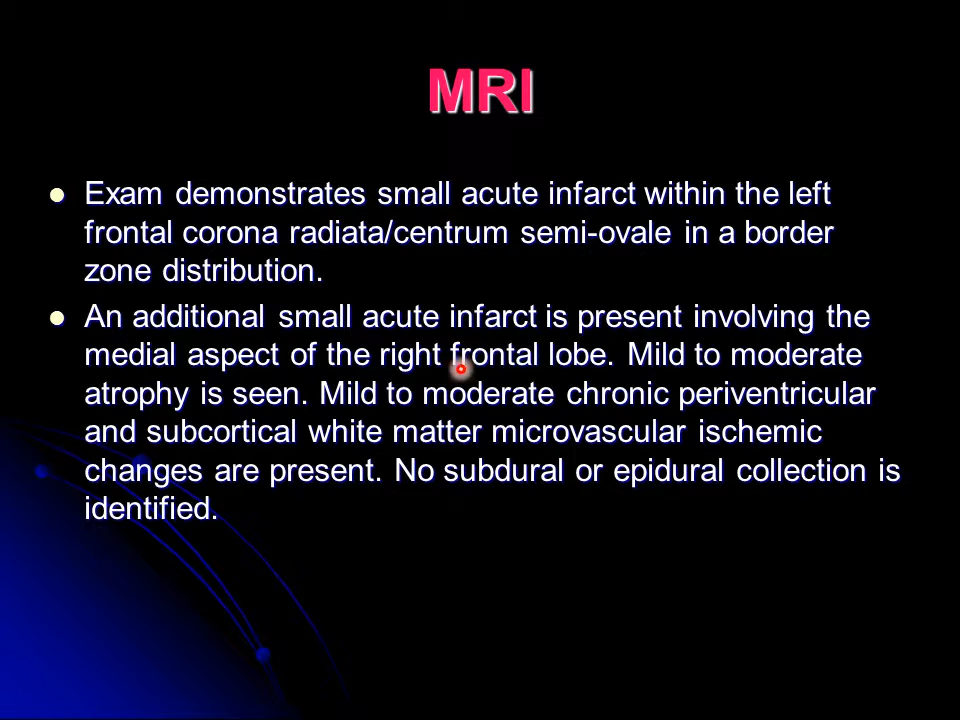 MRI
Exam demonstrates small acute infarct within the left
frontal corona radiata/centrum semi-ovale in a border
zone distribution.
An additional small acute infarct is present involving the
medial aspect of the right frontal lobe. Mild to moderate
atrophy is seen. Mild to moderate chronic periventricular
and subcortical white matter microvascular ischemic
changes are present. No subdural or epidural collection is
identified.